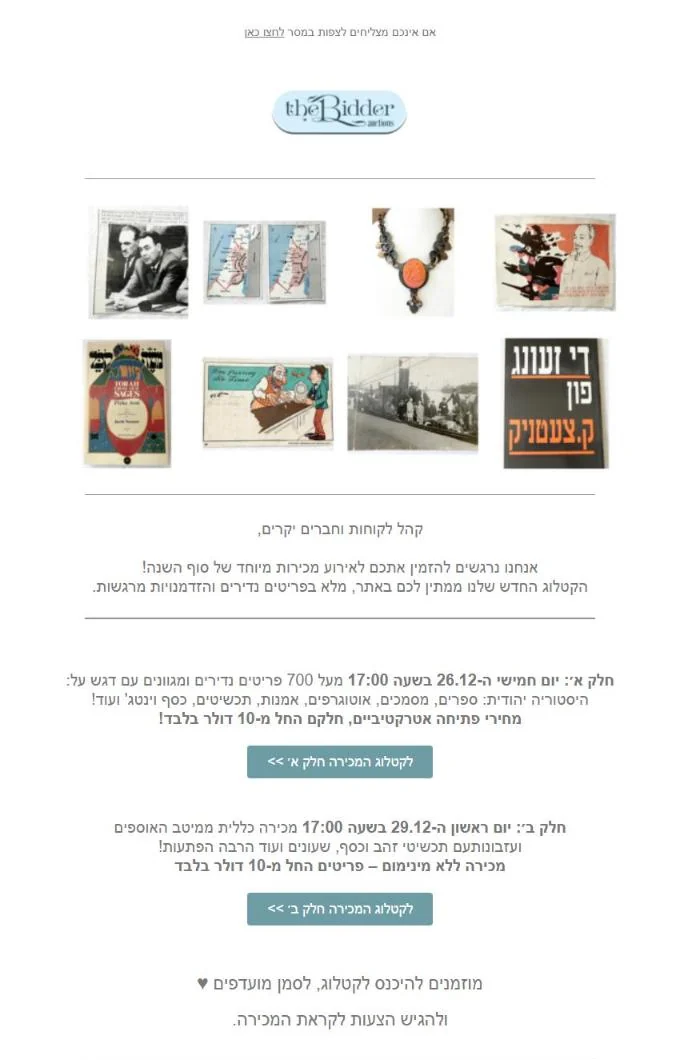 אם אינכם מצליחים לצפות במסר לחצו כאן
theBidder
auctions
TORAH
FROM OUR
SAGES
Pirke Avot
Jacob Neusner
די זעונג
פון
ק.צעטניק
קהל לקוחות וחברים יקרים,
אנחנו נרגשים להזמין אתכם לאירוע מכירות מיוחד של סוף השנה!
הקטלוג החדש שלנו ממתין לכם באתר, מלא בפריטים נדירים והזדמנויות מרגשות.
חלק א׳: יום חמישי ה-26.12 בשעה 17:00 מעל 700 פריטים נדירים ומגוונים עם דגש על:
היסטוריה יהודית: ספרים, מסמכים, אוטוגרפים, אמנות, תכשיטים, כסף וינטג' ועוד!
מחירי פתיחה אטרקטיביים, חלקם החל מ-10 דולר בלבד!
לקטלוג המכירה חלק א׳ >>
חלק ב׳: יום ראשון ה-29.12 בשעה 17:00 מכירה כללית ממיטב האוספים
ועזבונותעם תכשיטי זהב וכסף, שעונים ועוד הרבה הפתעות!
מכירה ללא מינימום – פריטים החל מ-10 דולר בלבד
לקטלוג המכירה חלק ב׳ >>
מוזמנים להיכנס לקטלוג, לסמן מועדפים ♥
ולהגיש הצעות לקראת המכירה.